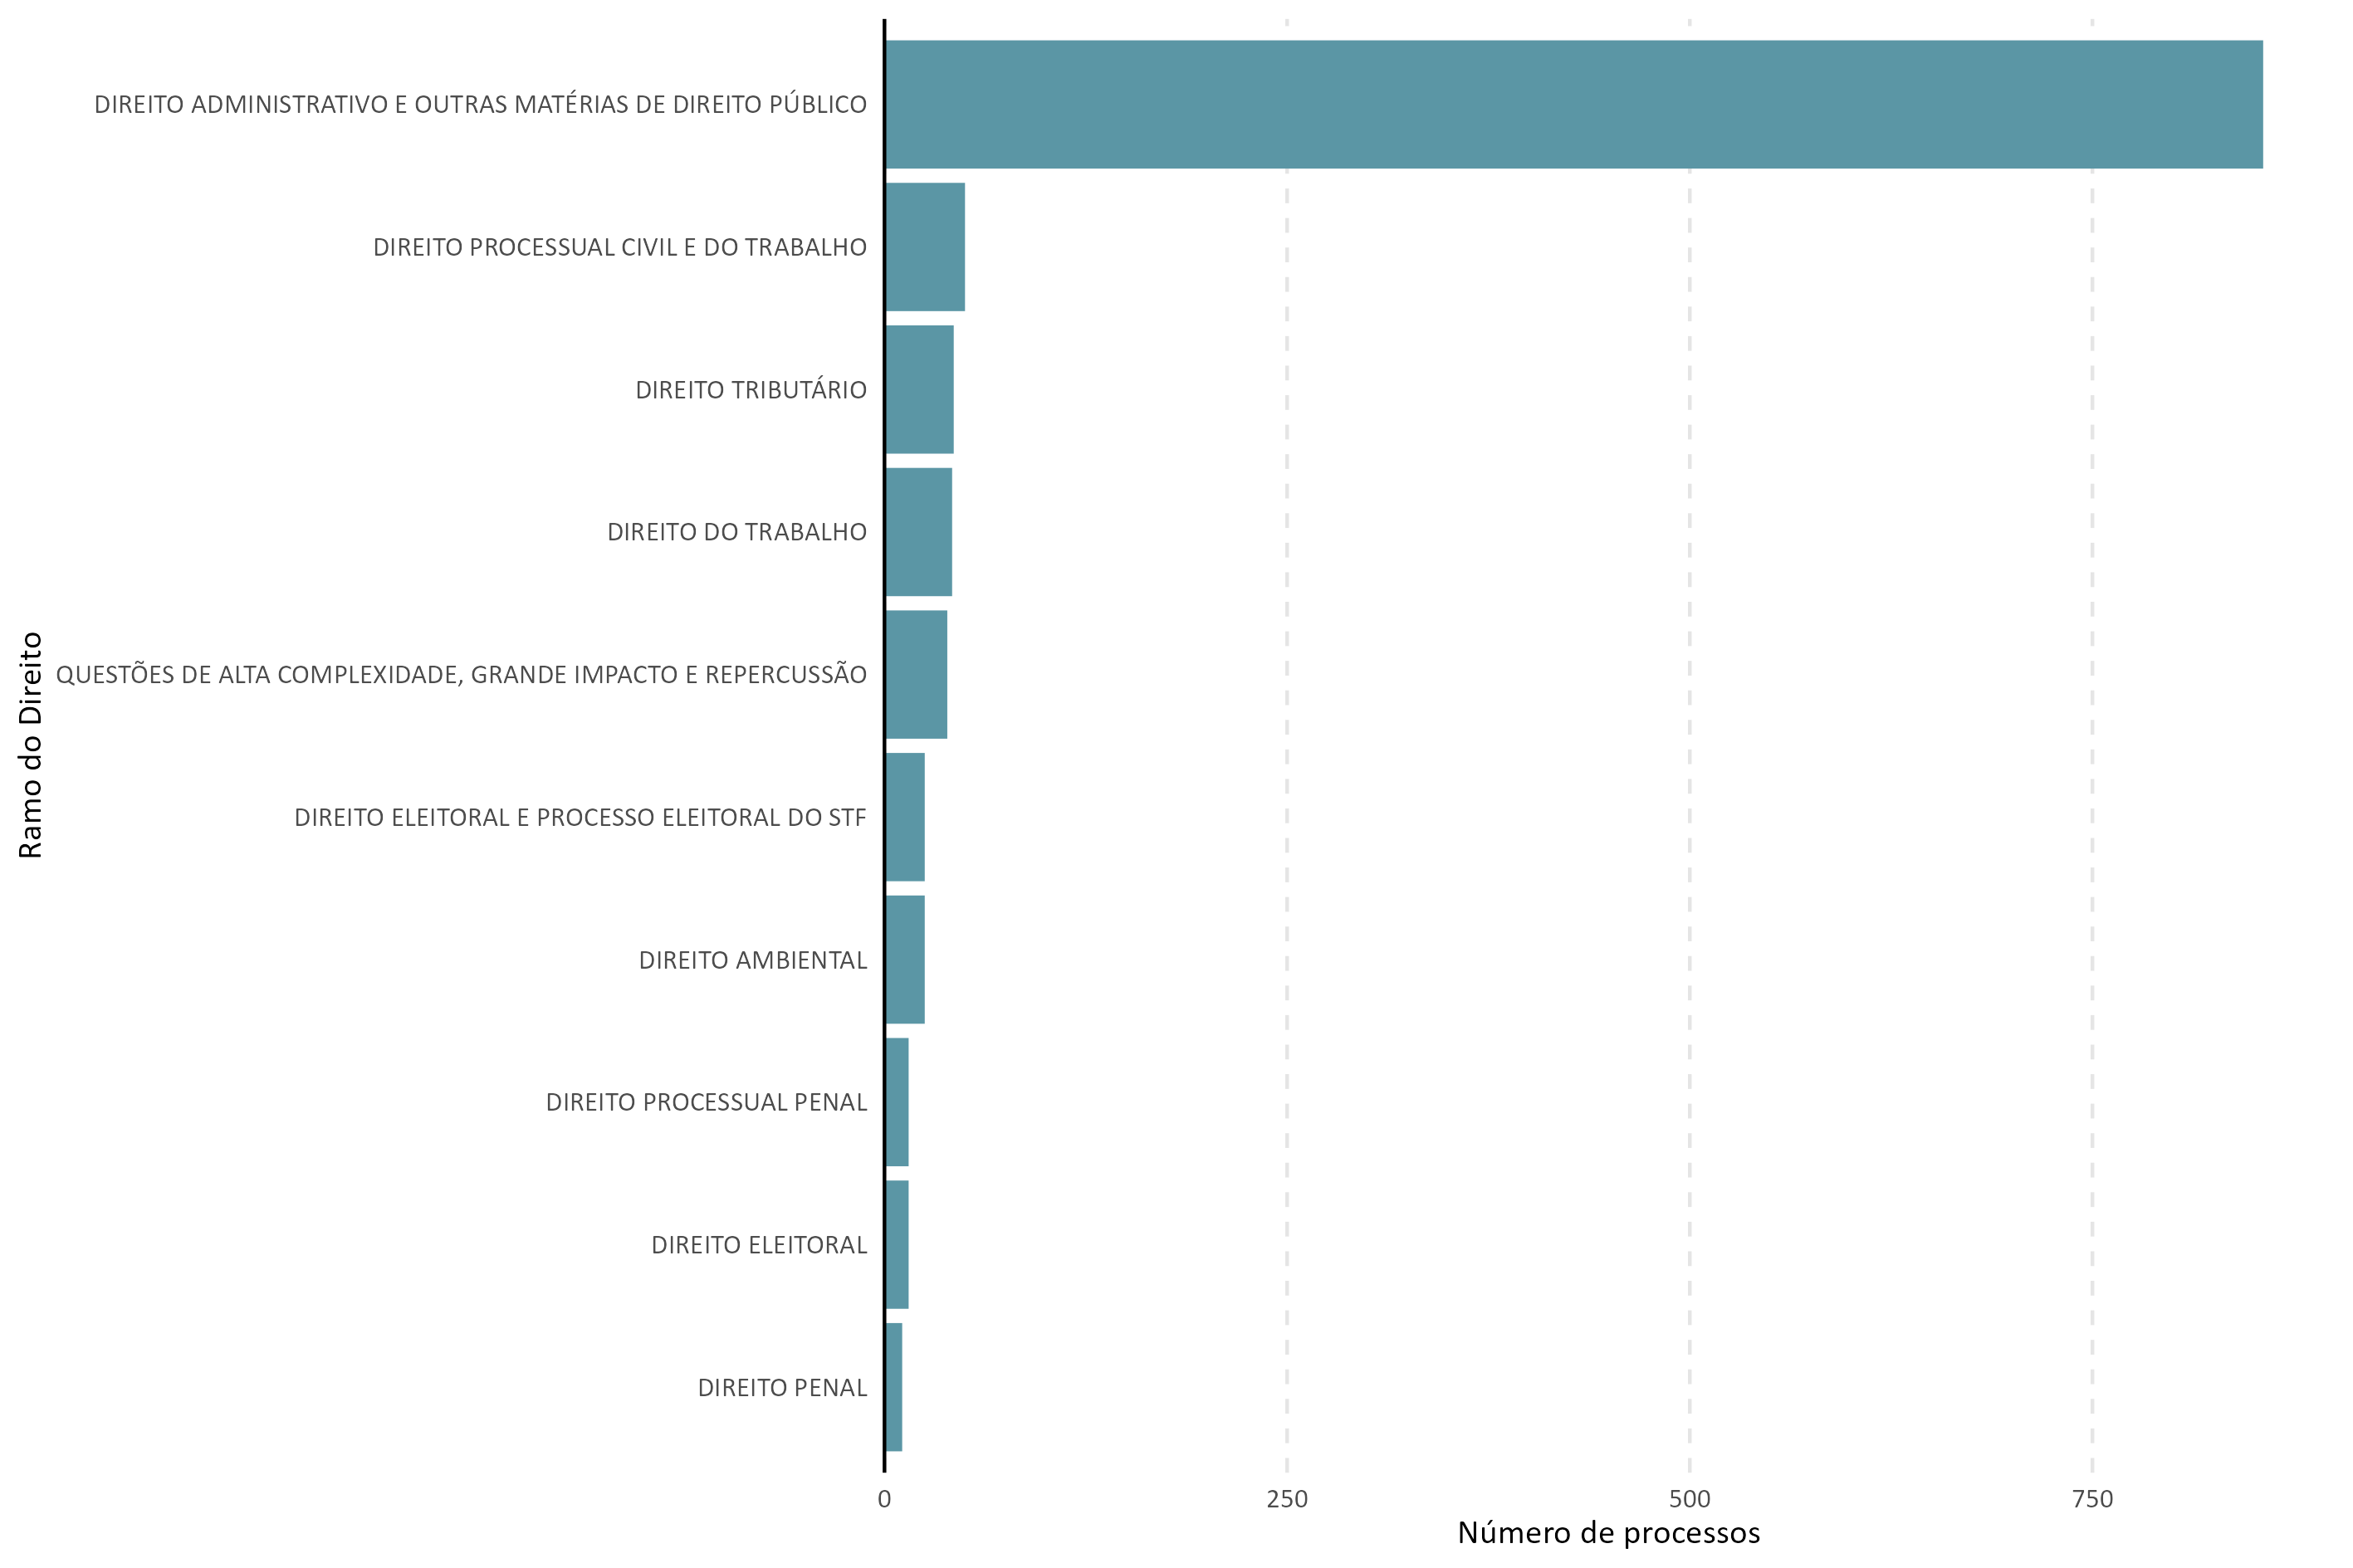 DIREITO ADMINISTRATIVO E OUTRAS MATÉRIAS DE DIREITO PÚBLICO
DIREITO PROCESSUAL CIVIL E DO TRABALHO
DIREITO TRIBUTÁRIO
DIREITO DO TRABALHO
QUESTÕES DE ALTA COMPLEXIDADE, GRANDE IMPACTO E REPERCUSSÃO
DIREITO ELEITORAL E PROCESSO ELEITORAL DO STF
DIREITO AMBIENTAL
DIREITO PROCESSUAL PENAL
DIREITO ELEITORAL
DIREITO PENAL
Ramo do Direito
0 250 500 750
Número de processos